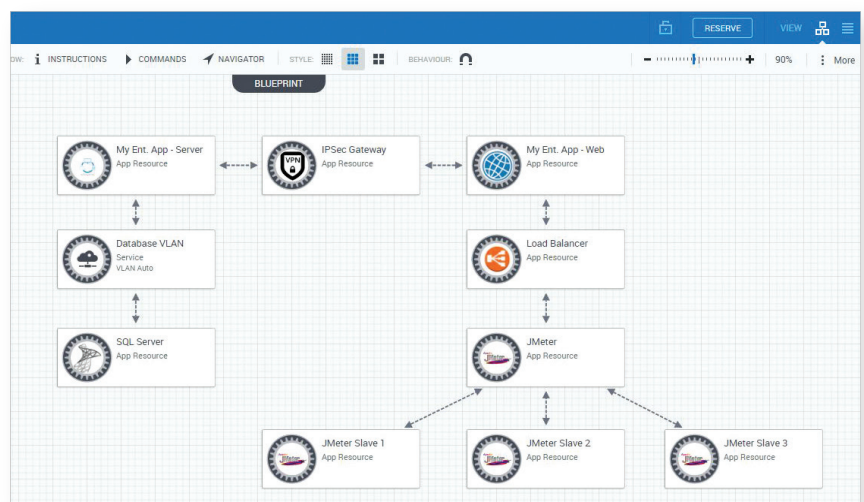 RESERVE
VIEW
OW:
INSTRUCTIONS
COMMANDS
NAVIGATOR
STYLE:
BEHAVIOUR:
90%
More
BLUEPRINT
My Ent. App - Server
App Resource
VPN
IPSec Gateway
App Resource
My Ent. App - Web
App Resource
Database VLAN
Service
VLAN Auto
Load Balancer
App Resource
SQL Server
App Resource
JMeter
App Resource
JMeter Slave 1
App Resource
JMeter Slave 2
App Resource
JMeter Slave 3
App Resource